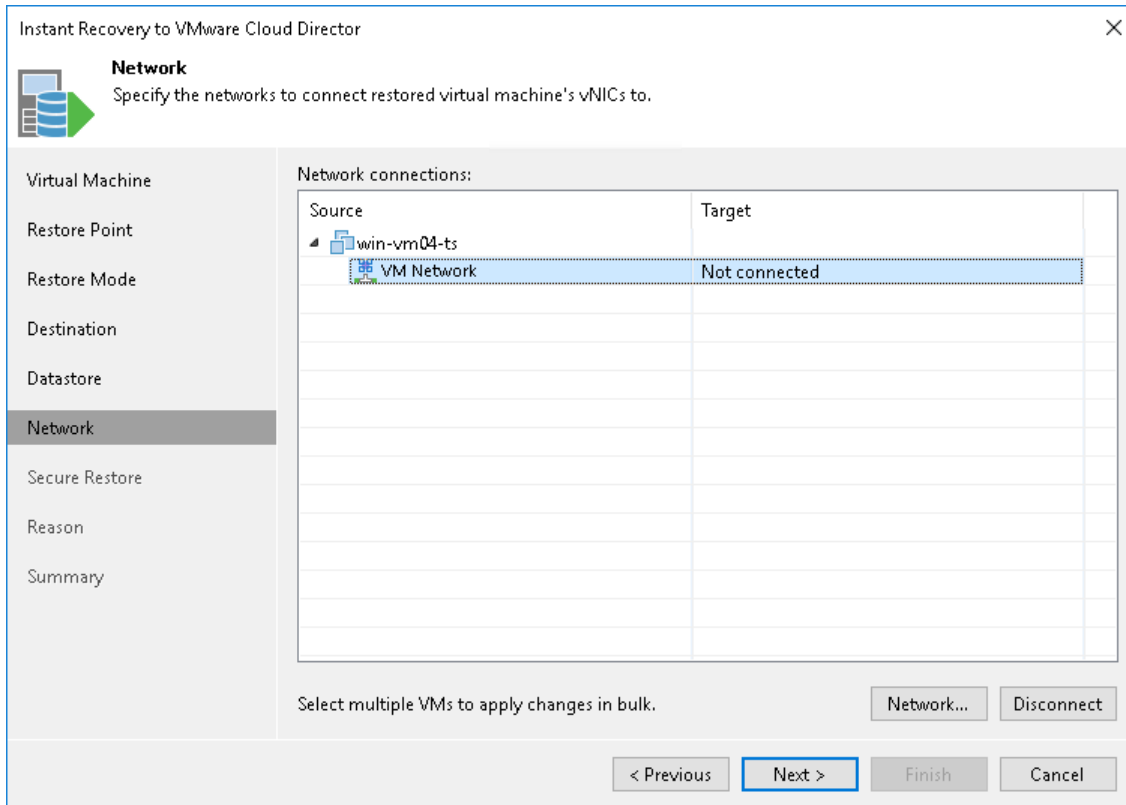 Instant Recovery to VMware Cloud Director
Network
Specify the networks to connect restored virtual machine's vNICs to.
Virtual Machine
Restore Point
Restore Mode
Destination
Datastore
Network
Secure Restore
Reason
Summary
Network connections:
Source Target
win-vm04-ts
VM Network Not connected
Select multiple VMs to apply changes in bulk. Network... Disconnect
< Previous Next > Finish Cancel